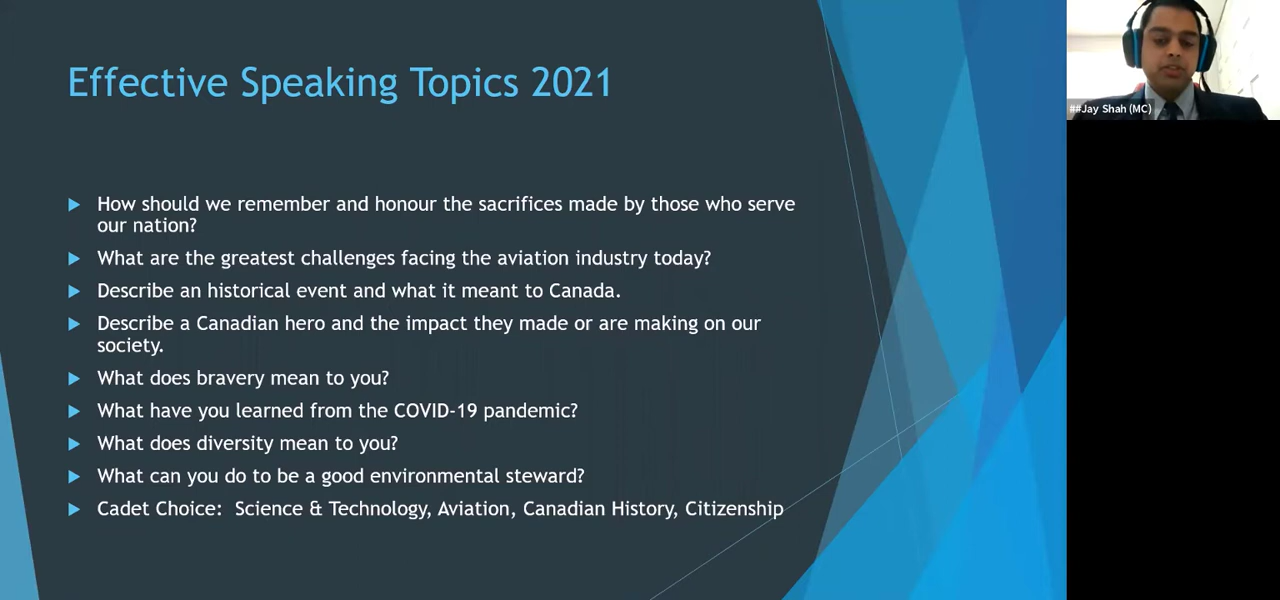 Effective Speaking Topics 2021
How should we remember and honour the sacrifices made by those who serve
our nation?
What are the greatest challenges facing the aviation industry today?
Describe an historical event and what it meant to Canada.
Describe a Canadian hero and the impact they made or are making on our
society.
What does bravery mean to you?
What have you learned from the COVID-19 pandemic?
What does diversity mean to you?
What can you do to be a good environmental steward?
Cadet Choice:  Science & Technology, Aviation, Canadian History, Citizenship
##Jay Shah (MC)